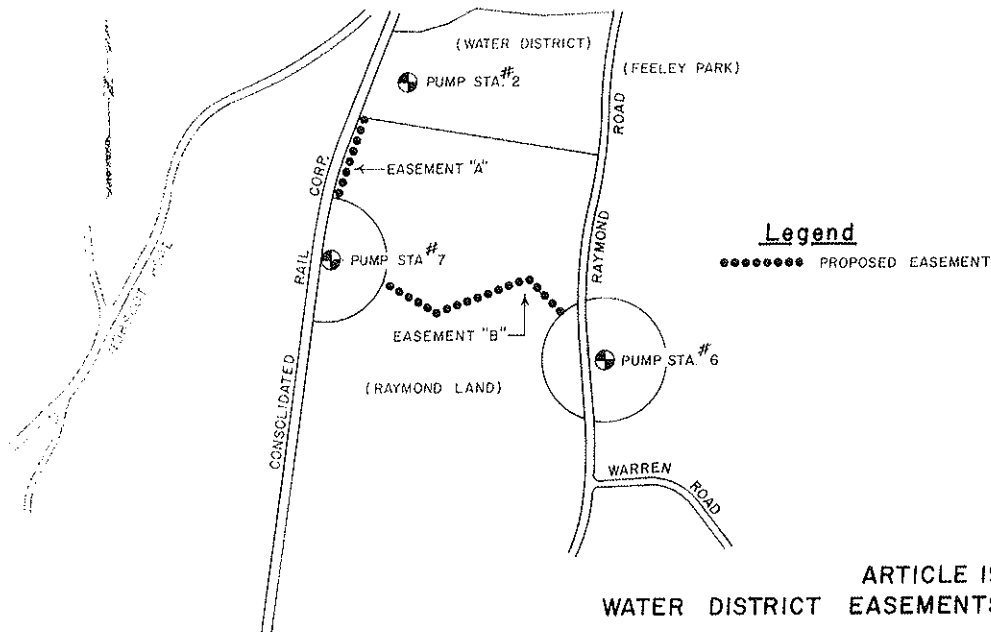 (WATER DISTRICT)
PUMP STA. #2
(FEELEY PARK)
ROAD
EASEMENT "A"
CORP.
RAYMOND
Legend
PROPOSED EASEMENT
PUMP STA #7
RAIL
EASEMENT "B"
PUMP STA. #6
(RAYMOND LAND)
CONSOLIDATED
WARREN ROAD
ARTICLE
WATER DISTRICT EASEMENTS